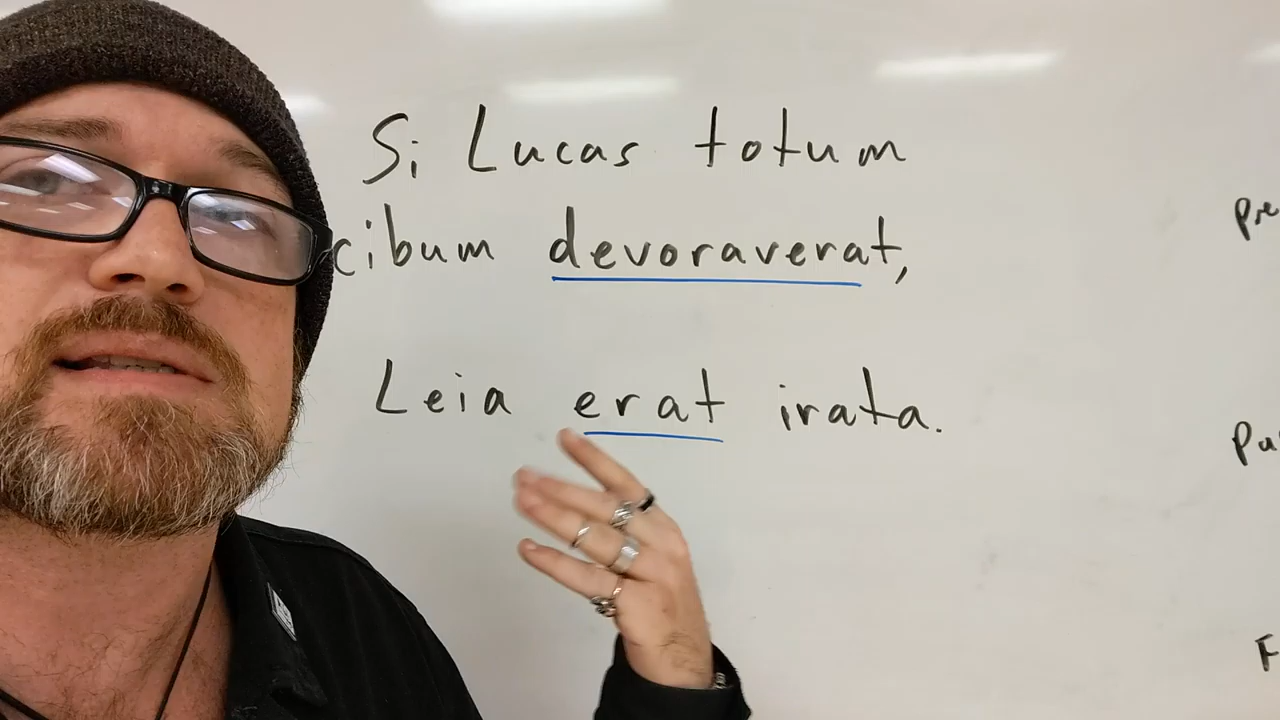 Si Lucas totum
cibum devoraverat,
Leia erat irata.